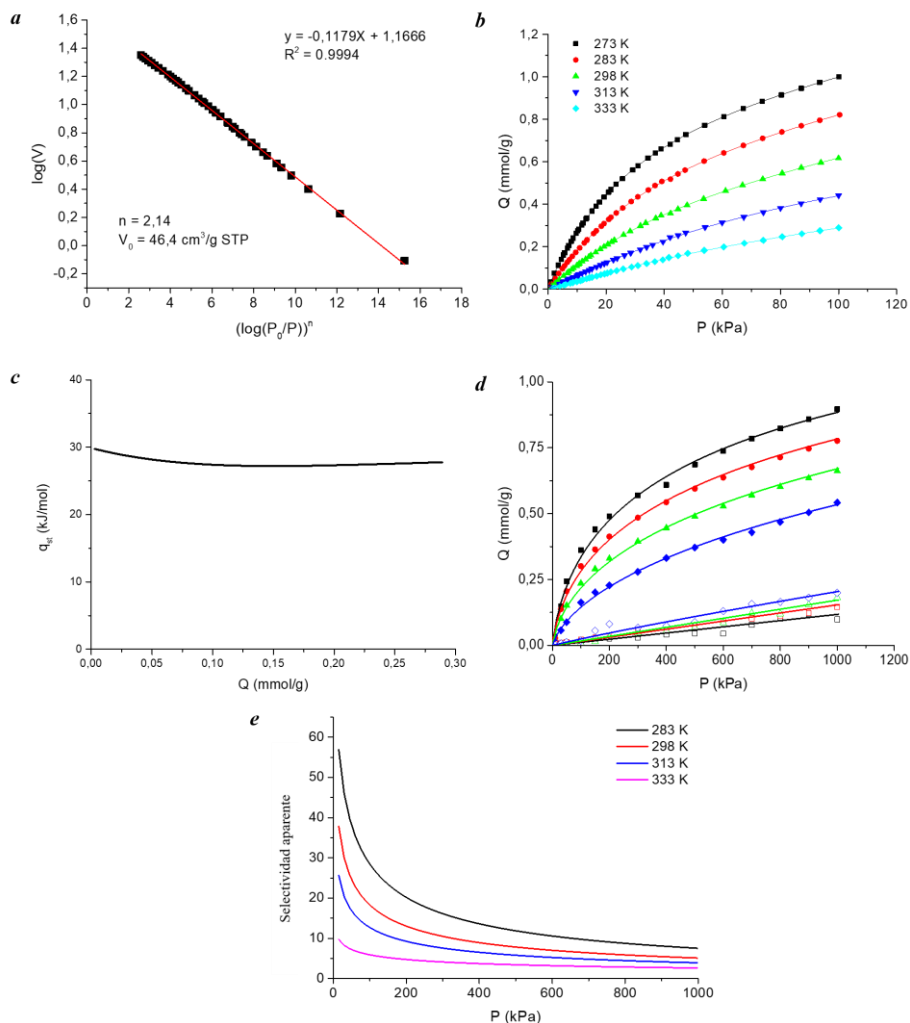 a
y = -0,1179X + 1,1666
R² = 0.9994
1,6
1,4
1,2
1,0
0,8
0,6
0,4
0,2
0,0
-0,2
log(V)
n = 2,14
V₀ = 46,4 cm³/g STP
0 2 4 6 8 10 12 14 16 18
(log(P₀/P))ⁿ
b
273 K
283 K
298 K
313 K
333 K
1,2
1,0
0,8
0,6
0,4
0,2
0,0
Q (mmol/g)
0 20 40 60 80 100
P (kPa)
c
40
30
20
10
0
qst (kJ/mol)
0,00 0,05 0,10 0,15 0,20 0,25 0,30
Q (mmol/g)
d
1,00
0,75
0,50
0,25
0,00
Q (mmol/g)
0 200 400 600 800 1000 1200
P (kPa)
e
283 K
298 K
313 K
333 K
60
50
40
30
20
10
0
Selectividad aparente
0 200 400 600 800 1000
P (kPa)